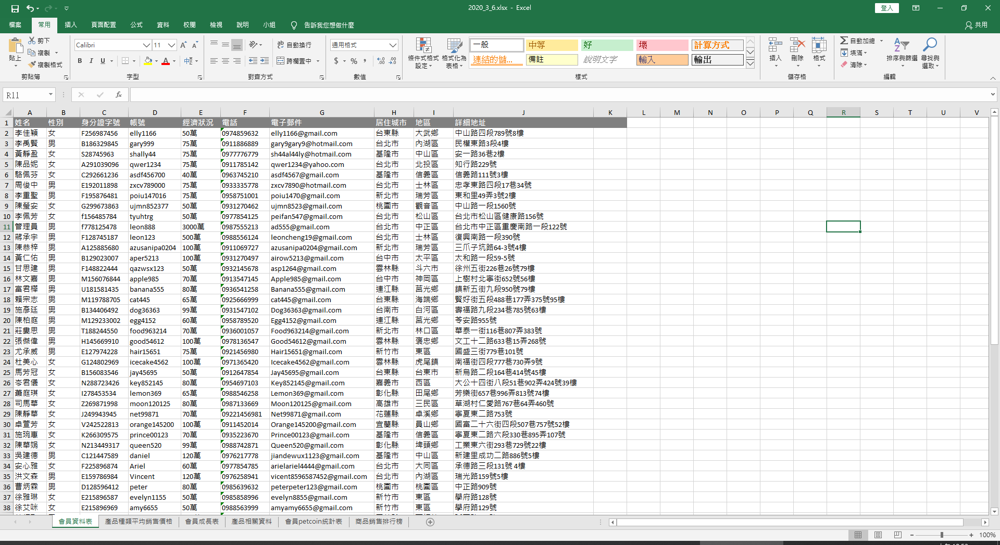 2020_3_6.xlsx - Excel
登入
檔案 常用 插入 頁面配置 公式 資料 校閱 檢視 說明 小組 告訴我您想做什麼 共用
貼上 剪下 複製 複製格式 剪貼簿
Calibri 11 B I U A 字型
自動換行 跨欄置中 對齊方式
通用格式 $ % , 數值
條件式格式設定 格式化為表格
一般 中等 好 壞 計算方式
連結的儲... 備註 說明文字 輸入 輸出
樣式
插入 刪除 格式 儲存格
自動加總 填滿 清除 排序與篩選 尋找與選取 編輯
R11 fx
A B C D E F G H I J K L M N O P Q R S T U V
1 姓名 性別 身分證字號 帳號 經濟狀況 電話 電子郵件 居住城市 地區 詳細地址
2 李佳穎 女 F256987456 elly1166 50萬 0974859632 elly1166@gmail.com 台東縣 大武鄉 中山路四段789號8樓
3 李禹賢 男 B186329845 gary999 75萬 0911886889 gary9gary9@hotmail.com 台北市 內湖區 民權東路3段4樓
4 黃靜盈 女 S28745963 shally44 75萬 0977776779 sh44al44ly@hotmail.com 基隆市 中山區 安一路36巷2樓
5 陳品妮 女 A291039096 qwer1234 75萬 0911785142 qwer1234@yahoo.com 台北市 北投區 知行路229號
6 駱佩芬 女 C292661236 asdf456700 40萬 0963745210 asdf4567@gmail.com 基隆市 信義區 信義路111號3樓
7 周俊中 男 E192011898 zxcv789000 75萬 0933335778 zxcv7890@hotmail.com 台北市 士林區 忠孝東路四段17巷34號
8 李重聖 男 F195876481 poiu147016 75萬 0958751001 poiu1470@gmail.com 新北市 瑞芳區 東和里49弄3號2樓
9 陳瑩安 女 G299673863 ujmn852377 50萬 0931270462 ujmn8523@gmail.com 桃園市 觀音區 中山路一段1560號
10 李佩芳 女 f156485784 tyuhtrg 50萬 0977854125 peifan547@gmail.com 台北市 松山區 台北市松山區健康路156號
11 管理員 男 f778125478 leon888 3000萬 0987555213 ad555@gmail.com 台北市 中正區 台北市中正區重慶南路一段122號
12 蔣承宇 男 F128745187 leon123 500萬 0988556124 leoncheng19@gmail.com 台北市 士林區 復興南路一段390號
13 陳恭梓 男 A125885680 azusanipa0204 100萬 0911069727 azusanipa0204@gmail.com 新北市 瑞芳區 三爪子坑路64-3號4樓
14 黃仁佑 男 B129023007 aper5213 100萬 0931270497 airow5213@gmail.com 台中市 太平區 太和路一段59-5號
15 甘思建 男 F148822444 qazwsx123 50萬 0932145678 asp1264@gmail.com 雲林縣 斗六市 徐州五街226巷26號79樓
16 林文嘉 男 M156076844 apple985 70萬 0913547145 Apple985@gmail.com 台中市 神岡區 上樹村北寧街652號56樓
17 富君樺 男 U181581435 banana555 80萬 0936541258 Banana555@gmail.com 連江縣 莒光鄉 鎮新五街九段950號79樓
18 賴宗志 男 M119788705 cat445 65萬 0925666999 cat445@gmail.com 台東縣 海端鄉 賢好街五段488巷177弄375號95樓
19 施彥廷 男 B134406492 dog36363 99萬 0931547102 Dog36363@gmail.com 台南市 白河區 壽福路九段234巷785號63樓
20 陳柏庭 男 M129233002 egg4152 60萬 0958789520 Egg4152@gmail.com 連江縣 莒光鄉 苓安路955號
21 莊婁思 男 T188244550 food963214 70萬 0936001057 Food963214@gmail.com 新北市 林口區 華泰一街116巷807弄383號
22 張傑偉 男 H145669910 good54612 100萬 0978136547 Good54612@gmail.com 雲林縣 褒忠鄉 文工十二路633巷15弄268號
23 尤承威 男 E127974228 hair15651 75萬 0921456980 Hair15651@gmail.com 新竹市 東區 國盛三街779巷101號
24 杜美心 女 G124802969 icecake4562 100萬 0971365420 Icecake4562@gmail.com 雲林縣 虎尾鎮 南福街四段777巷730弄9號
25 馬芳冠 女 B156083546 jay45695 50萬 0912647854 Jay45695@gmail.com 台東縣 台東市 新烏路二段164巷414號45樓
26 岑君儀 女 N288723426 key852145 80萬 0954697103 Key852145@gmail.com 嘉義市 西區 大公十四街八段51巷902弄424號39樓
27 蕭庭琪 女 I278453534 lemon369 65萬 0988546258 Lemon369@gmail.com 彰化縣 田尾鄉 芳樂街657巷996弄813號74樓
28 司馬華 女 Z269871998 moon120125 80萬 0987133669 Moon120125@gmail.com 高雄市 三民區 草湖村仁愛路767巷64弄460號
29 陳靜華 女 J249943945 net99871 70萬 09221456981 Net99871@gmail.com 花蓮縣 卓溪鄉 寧夏東二路753號
30 卓萱芳 女 V242522813 orange145200 100萬 0911452014 Orange145200@gmail.com 宜蘭縣 員山鄉 國富二十六街四段507巷757號52樓
31 施琬惠 女 K266309575 prince00123 70萬 0935223670 Prince00123@gmail.com 基隆市 信義區 寧夏東二路六段330巷895弄107號
32 陳華娟 女 N213449317 queen520 99萬 0988742871 Queen520@gmail.com 彰化縣 埤頭鄉 工業東六街293巷729號22樓
33 吳建德 男 C121447589 daniel 120萬 0976217778 jiandewux1123@gmail.com 基隆市 中山區 新建里成功二路886號5樓
34 安心雅 女 F225896874 Ariel 60萬 0977854785 arielariel4444@gmail.com 台北市 大同區 承德路三段131號 4樓
35 洪文森 男 E159786984 Vincent 120萬 0976258941 vicent8596587452@gmail.com 台北市 內湖區 瑞光路159號5樓
36 曹炳霖 男 D128596412 peter 80萬 0985639632 peterpeter123@gmail.com 桃園市 桃園區 中正路909號
37 徐雅琳 女 E215896587 evelyn1155 50萬 0985858996 evelyn8855@gmail.com 新竹市 東區 學府路128號
38 徐艾咪 女 E215896969 amy6655 50萬 0988563999 amyamy6655@gmail.com 新竹市 東區 學府路129號
會員資料表 產品種類平均銷售價格 會員成長表 產品相關資料 會員petcoin統計表 商品銷售排行榜
100%